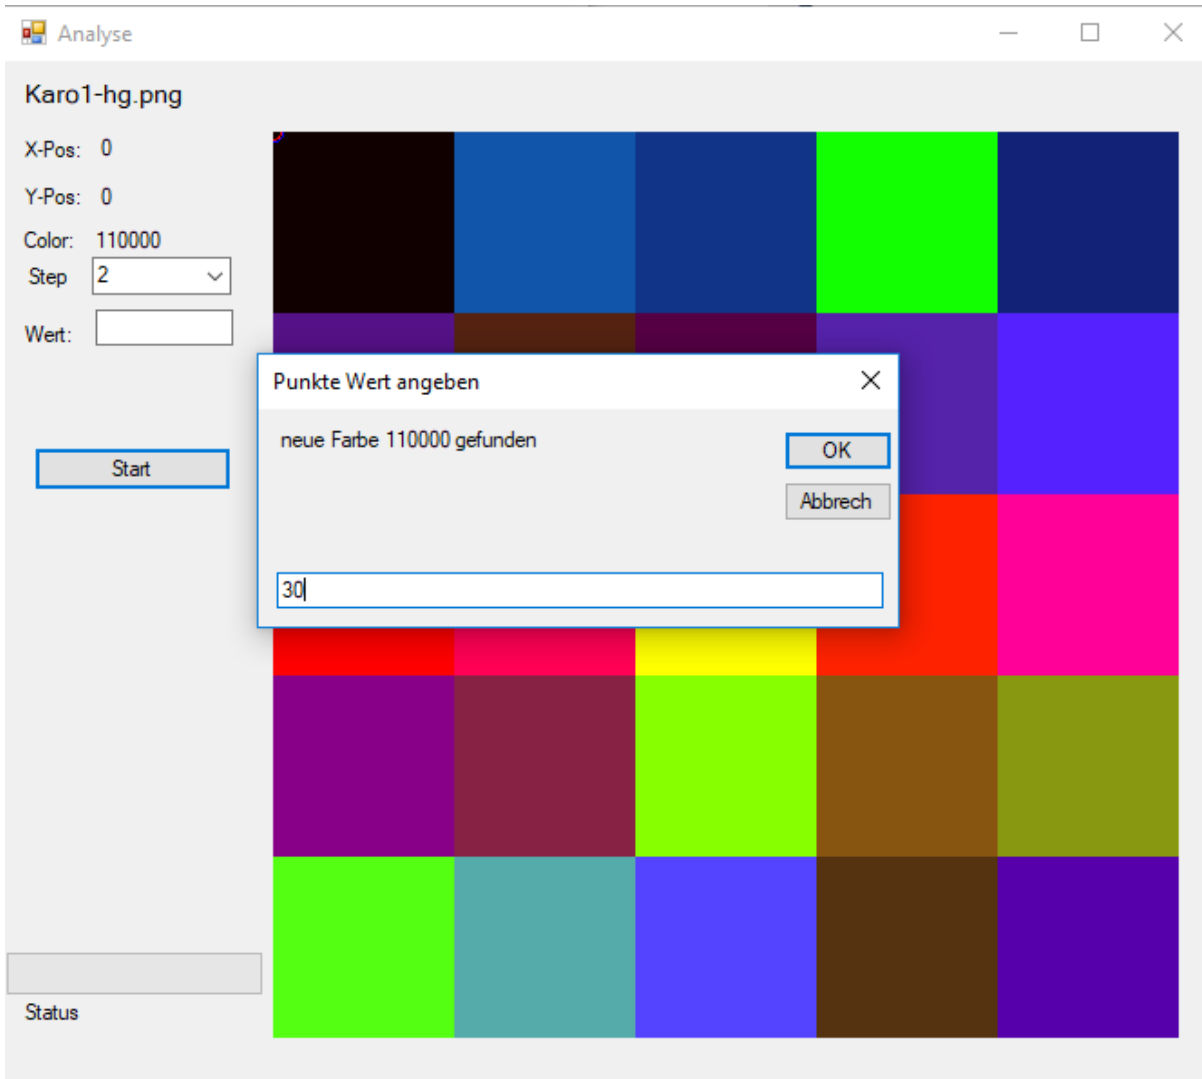 Analyse
Karo1-hg.png
X-Pos: 0
Y-Pos: 0
Color: 110000
Step 2
Wert:
Punkte Wert angeben
neue Farbe 110000 gefunden
OK
Start
Abbrech
30
Status